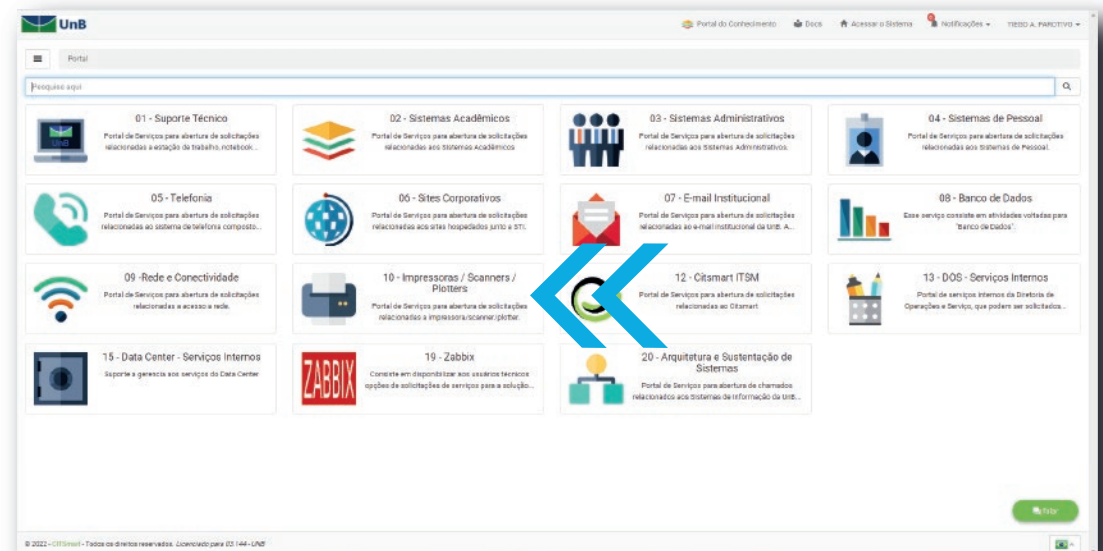 UnB
Portal do Conhecimento Docs Acessar o Sistema Notificações
Portal
Pesquise aqui
01 - Suporte Técnico
Portal de Serviços para abertura de solicitações
relacionadas a estação de trabalho, notebook...
02 - Sistemas Acadêmicos
Portal de Serviços para abertura de solicitações
relacionadas aos Sistemas Acadêmicos
03 - Sistemas Administrativos
Portal de Serviços para abertura de solicitações
relacionadas aos Sistemas Administrativos.
04 - Sistemas de Pessoal
Portal de Serviços para abertura de solicitações
relacionadas aos Sistemas de Pessoal.
UnB
05 - Telefonia
Portal de Serviços para abertura de solicitações
relacionadas ao sistema de telefonia composto...
06 - Sites Corporativos
Portal de Serviços para abertura de solicitações
relacionadas aos sites hospedados junto a STI.
07 - E-mail Institucional
Portal de Serviços para abertura de solicitações
relacionadas ao e-mail institucional da UnB. A...
08 - Banco de Dados
Esse serviço consiste em atividades voltadas para
"Banco de Dados".
09 -Rede e Conectividade
Portal de Serviços para abertura de solicitações
relacionadas a acesso a rede.
10 - Impressoras / Scanners /
Plotters
Portal de Serviços para abertura de solicitações
relacionadas a impressora/scanner/plotter.
12 - Citsmart ITSM
Portal de Serviços para abertura de solicitações
relacionadas ao Citsmart
13 - DOS - Serviços Internos
Portal de serviços internos da Diretoria de
Operações e Serviço, que podem ser solicitados...
15 - Data Center - Serviços Internos
Suporte a gerencia aos serviços do Data Center
ZABBIX
19 - Zabbix
Consiste em disponibilizar aos usuários técnicos
opções de solicitações de serviços para a solução...
20 - Arquitetura e Sustentação de
Sistemas
Portal de Serviços para abertura de chamados
relacionados aos Sistemas de Informação da UnB...
© 2022 - CITSmart - Todos os direitos reservados. Licenciado para 03.144 - UNB